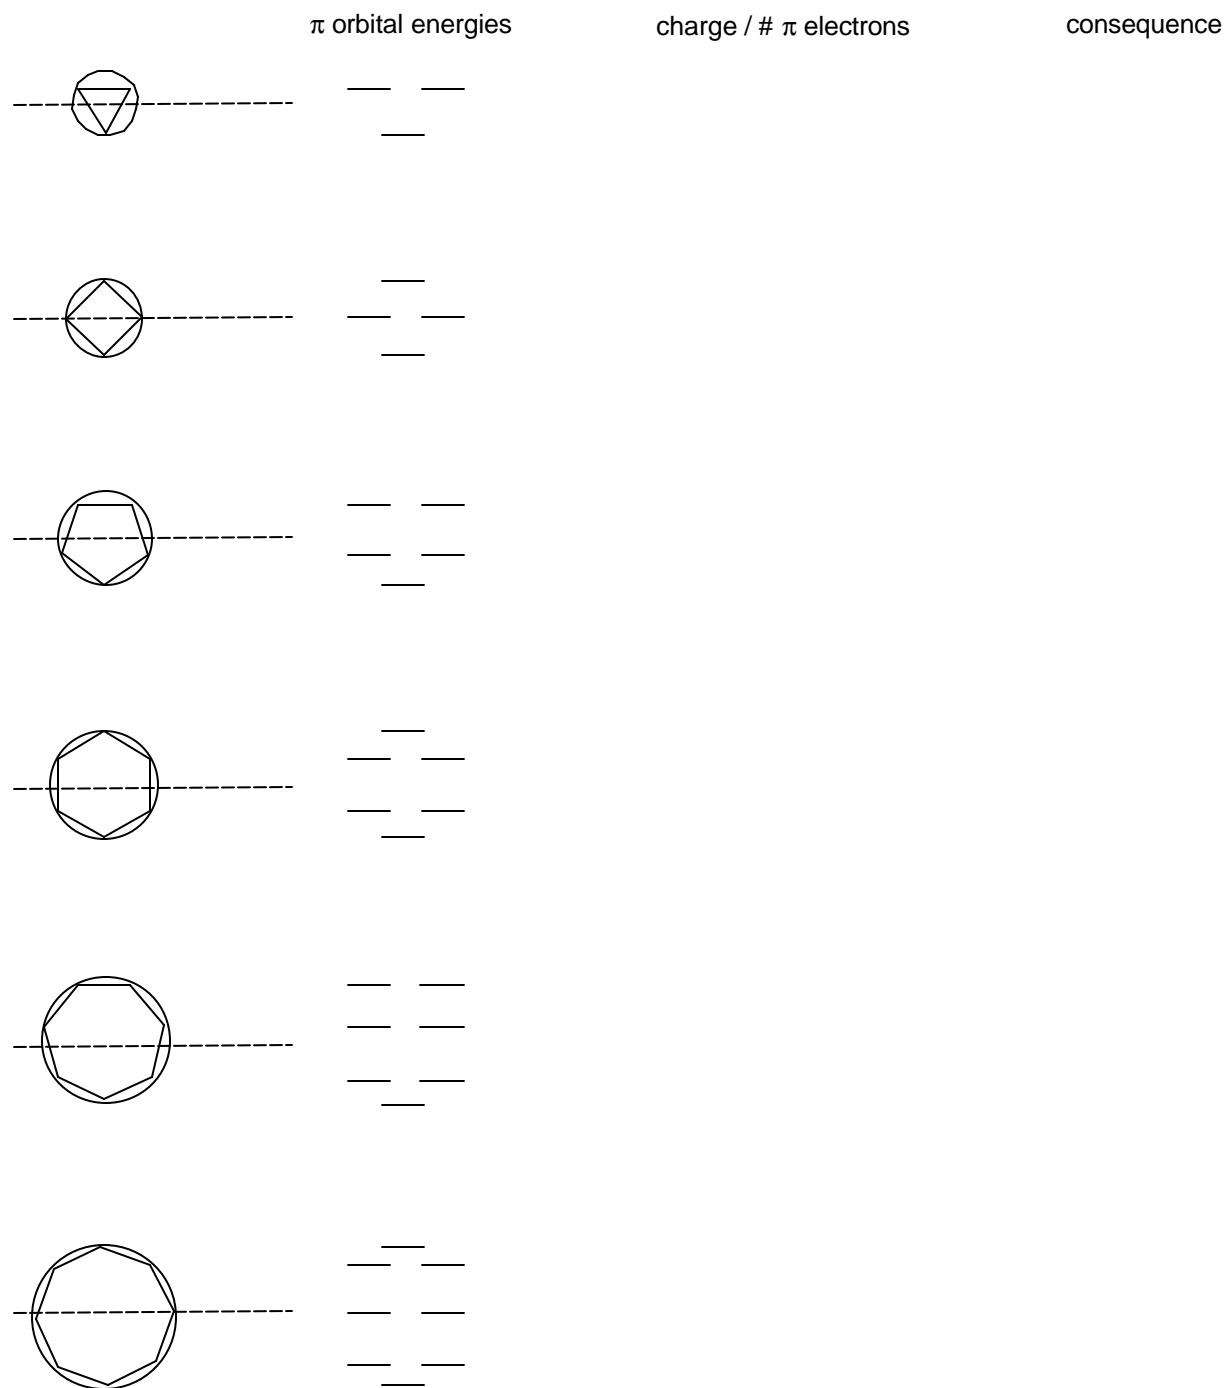 π orbital energies charge / # π electrons consequence